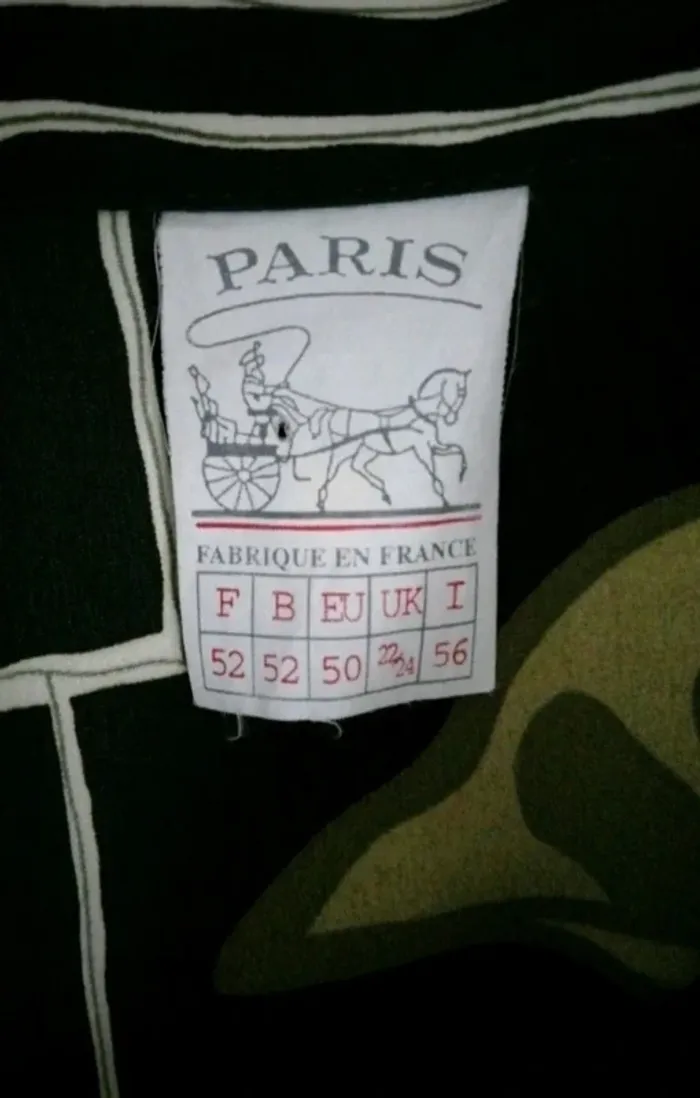 PARIS
FABRIQUE EN FRANCE
F B EU UK I
52 52 50 22/24 56